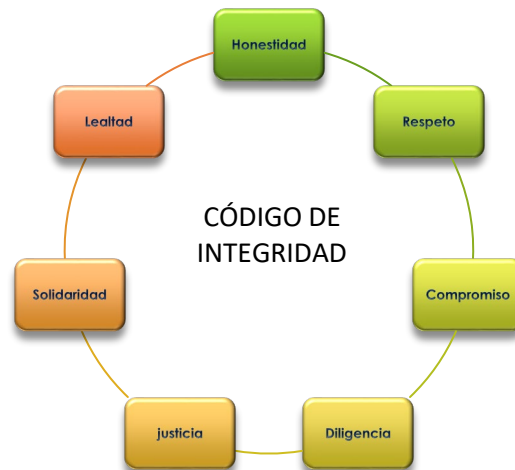 Honestidad
Lealtad
Respeto
CÓDIGO DE
INTEGRIDAD
Solidaridad
Compromiso
justicia
Diligencia